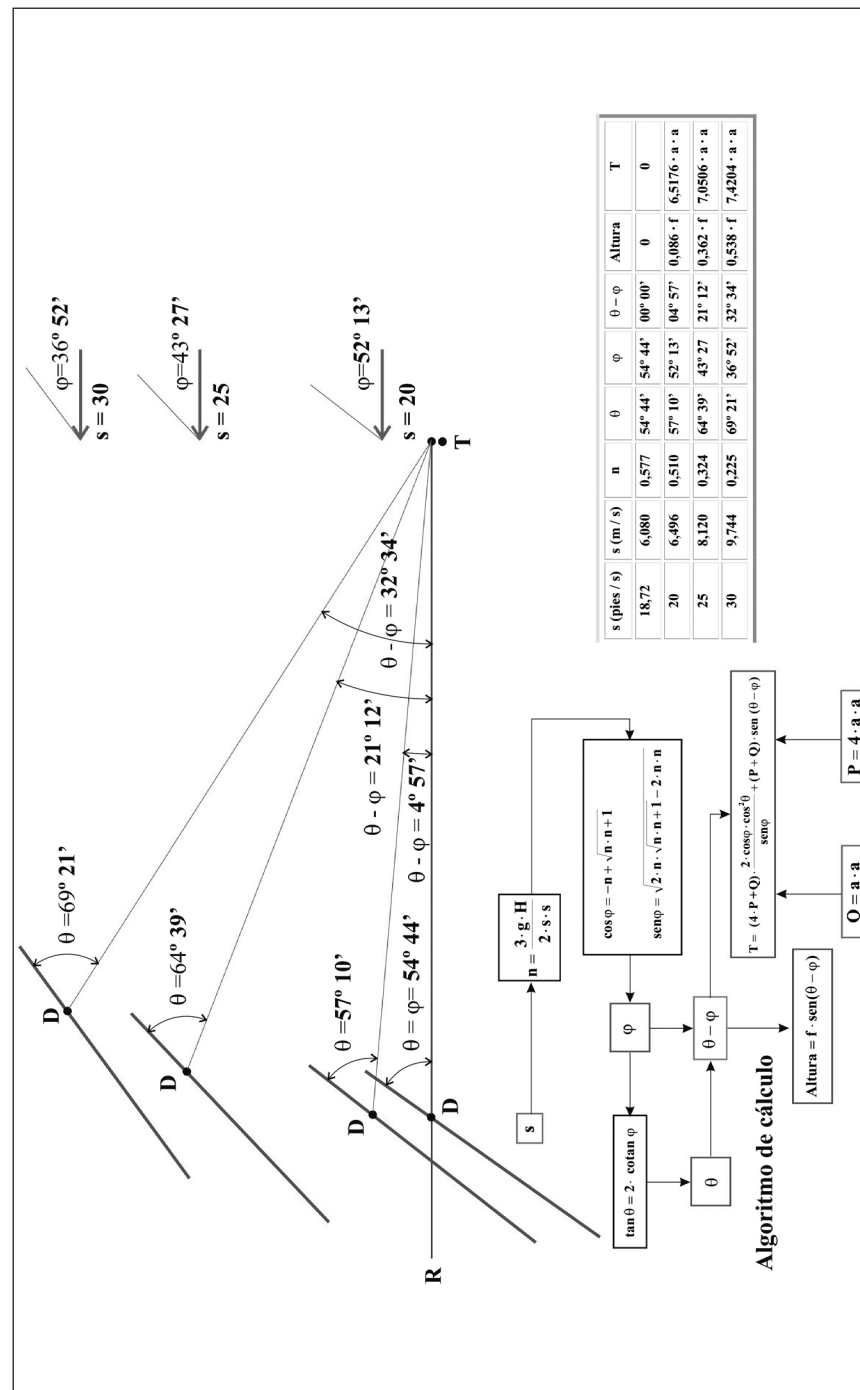 φ=36º 52’
s = 30
φ=43º 27’
s = 25
φ=52º 13’
s = 20
θ =69º 21’
D
θ =64º 39’
D
θ =57º 10’
D
θ = φ= 54º 44’
D
θ - φ = 32º 34’
θ - φ = 21º 12’
θ - φ = 4º 57’
R
T
s
n = 3 · g · H / 2 · s · s
cos φ = −n + √n · n + 1
senφ = √2 · n · √n · n + 1 − 2 · n · n
tan θ = 2 · cotan φ
φ
θ
θ − φ
T = (4 · P + Q) · 2 · cosφ · cos²θ / senφ + (P + Q) · sen (θ − φ)
Altura = f · sen(θ − φ)
O = a · a
P = 4 · a · a
Algoritmo de cálculo
s (pies / s) s (m / s) n θ φ θ − φ Altura T
18,72 6,080 0,577 54º 44’ 54º 44’ 00º 00’ 0 0
20 6,496 0,510 57º 10’ 52º 13’ 04º 57’ 0,086 · f 6,5176 · a · a
25 8,120 0,324 64º 39’ 43º 27 21º 12’ 0,362 · f 7,0506 · a · a
30 9,744 0,225 69º 21’ 36º 52’ 32º 34’ 0,538 · f 7,4204 · a · a